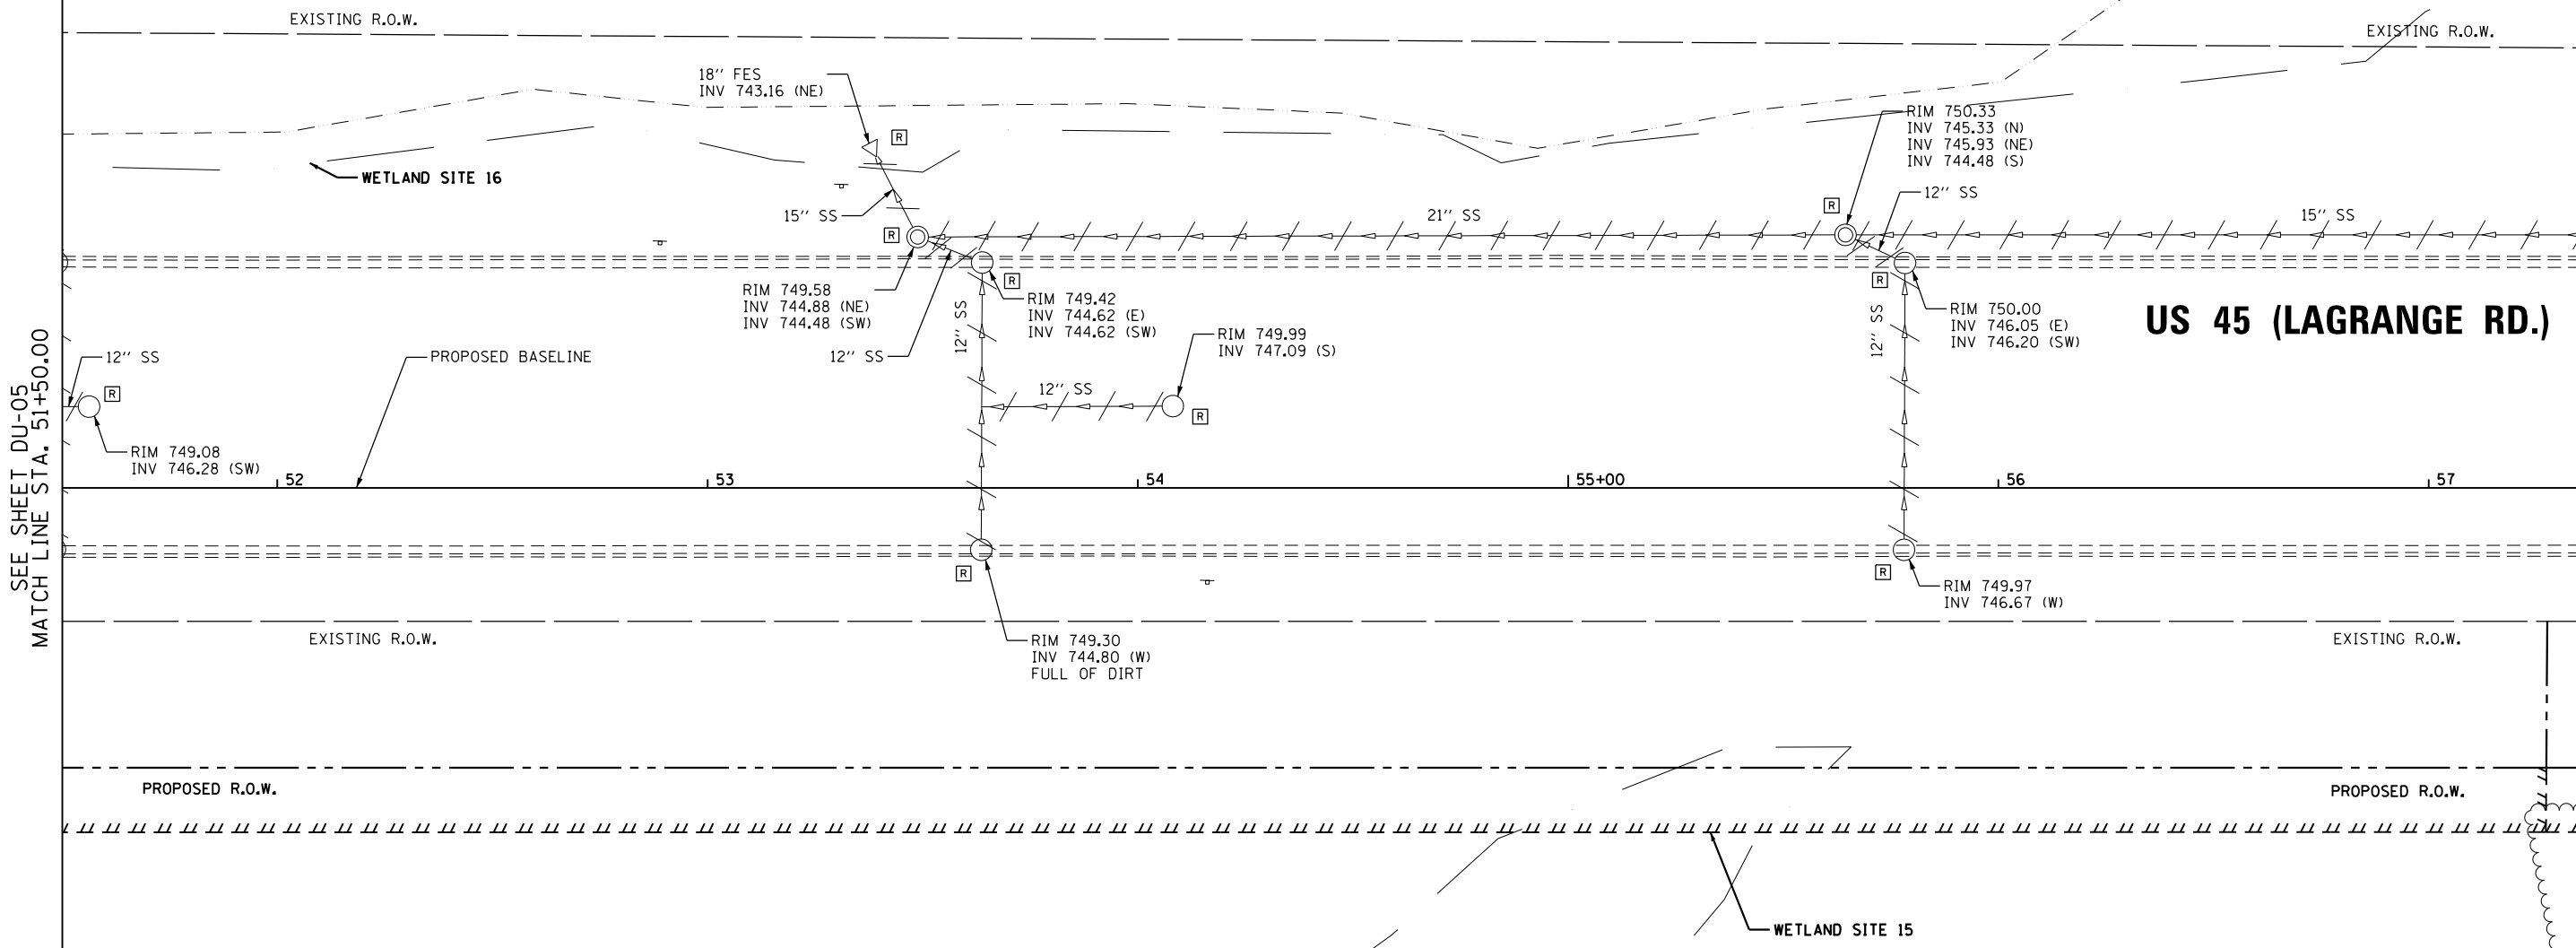 EXISTING R.O.W.
EXISTING R.O.W.
18'' FES
INV 743.16 (NE)
R
RIM 750.33
INV 745.33 (N)
INV 745.93 (NE)
INV 744.48 (S)
WETLAND SITE 16
12'' SS
15'' SS
R
21'' SS
R
15'' SS
RIM 749.58
INV 744.88 (NE)
INV 744.48 (SW)
R
RIM 749.42
INV 744.62 (E)
INV 744.62 (SW)
12'' SS
12'' SS
R
RIM 750.00
INV 746.05 (E)
INV 746.20 (SW)
12'' SS
US 45 (LAGRANGE RD.)
RIM 749.99
INV 747.09 (S)
SEE SHEET DU-05
MATCH LINE STA. 51+50.00
12'' SS
PROPOSED BASELINE
R
12'' SS
R
RIM 749.08
INV 746.28 (SW)
52
53
54
55+00
56
57
R
R
RIM 749.97
INV 746.67 (W)
EXISTING R.O.W.
RIM 749.30
INV 744.80 (W)
FULL OF DIRT
EXISTING R.O.W.
PROPOSED R.O.W.
PROPOSED R.O.W.
WETLAND SITE 15